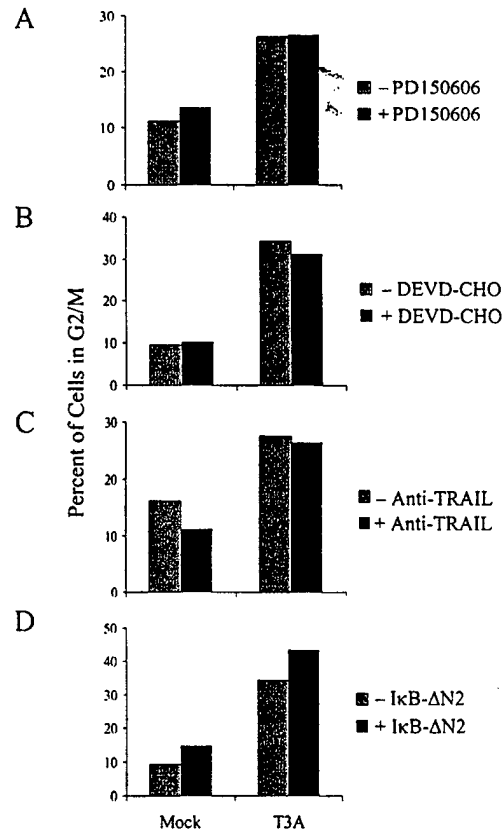 A
30
20
10
0
– PD150606
+ PD150606
B
40
30
20
10
0
– DEVD-CHO
+ DEVD-CHO
C
30
20
10
0
– Anti-TRAIL
+ Anti-TRAIL
D
50
40
30
20
10
0
– IκB-ΔN2
+ IκB-ΔN2
Mock T3A
Percent of Cells in G2/M